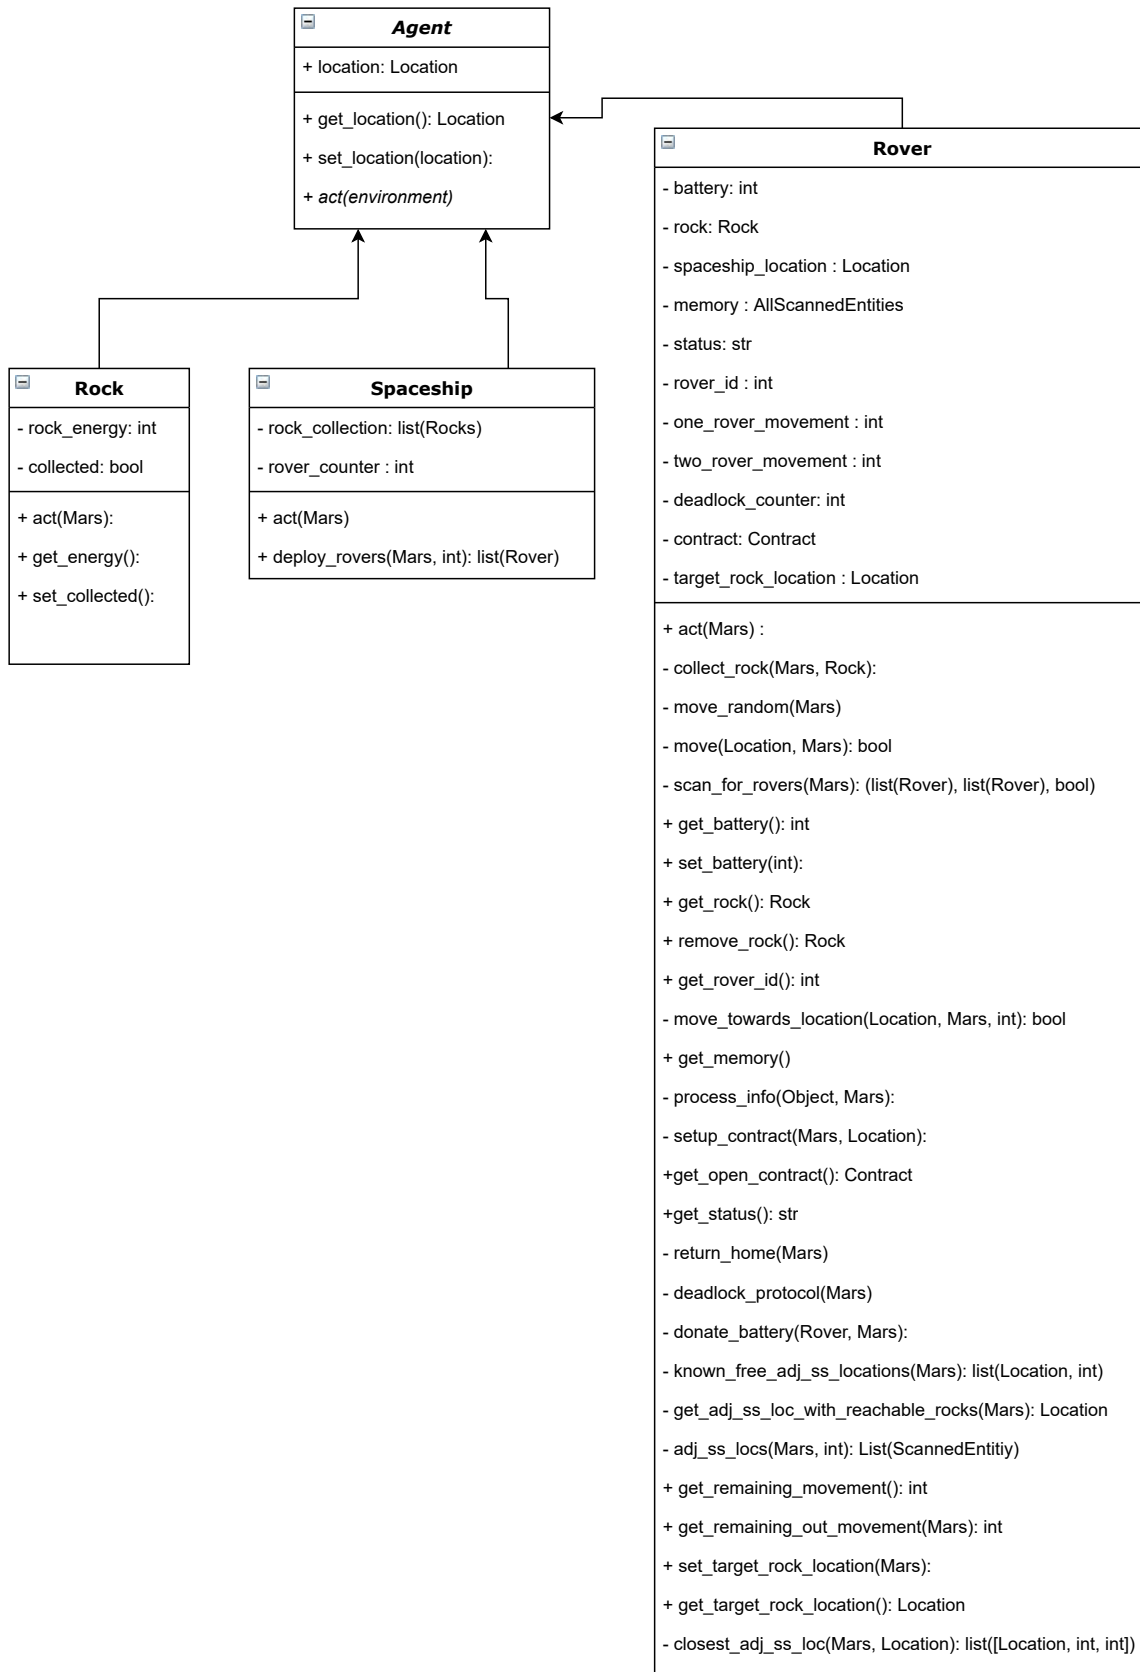 Agent
+ location: Location
+ get_location(): Location
+ set_location(location):
+ act(environment)
Rock
- rock_energy: int
- collected: bool
+ act(Mars):
+ get_energy():
+ set_collected():
Spaceship
- rock_collection: list(Rocks)
- rover_counter : int
+ act(Mars)
+ deploy_rovers(Mars, int): list(Rover)
Rover
- battery: int
- rock: Rock
- spaceship_location : Location
- memory : AllScannedEntities
- status: str
- rover_id : int
- one_rover_movement : int
- two_rover_movement : int
- deadlock_counter: int
- contract: Contract
- target_rock_location : Location
+ act(Mars) :
- collect_rock(Mars, Rock):
- move_random(Mars)
- move(Location, Mars): bool
- scan_for_rovers(Mars): (list(Rover), list(Rover), bool)
+ get_battery(): int
+ set_battery(int):
+ get_rock(): Rock
+ remove_rock(): Rock
+ get_rover_id(): int
- move_towards_location(Location, Mars, int): bool
+ get_memory()
- process_info(Object, Mars):
- setup_contract(Mars, Location):
+get_open_contract(): Contract
+get_status(): str
- return_home(Mars)
- deadlock_protocol(Mars)
- donate_battery(Rover, Mars):
- known_free_adj_ss_locations(Mars): list(Location, int)
- get_adj_ss_loc_with_reachable_rocks(Mars): Location
- adj_ss_locs(Mars, int): List(ScannedEntitiy)
+ get_remaining_movement(): int
+ get_remaining_out_movement(Mars): int
+ set_target_rock_location(Mars):
+ get_target_rock_location(): Location
- closest_adj_ss_loc(Mars, Location): list([Location, int, int])